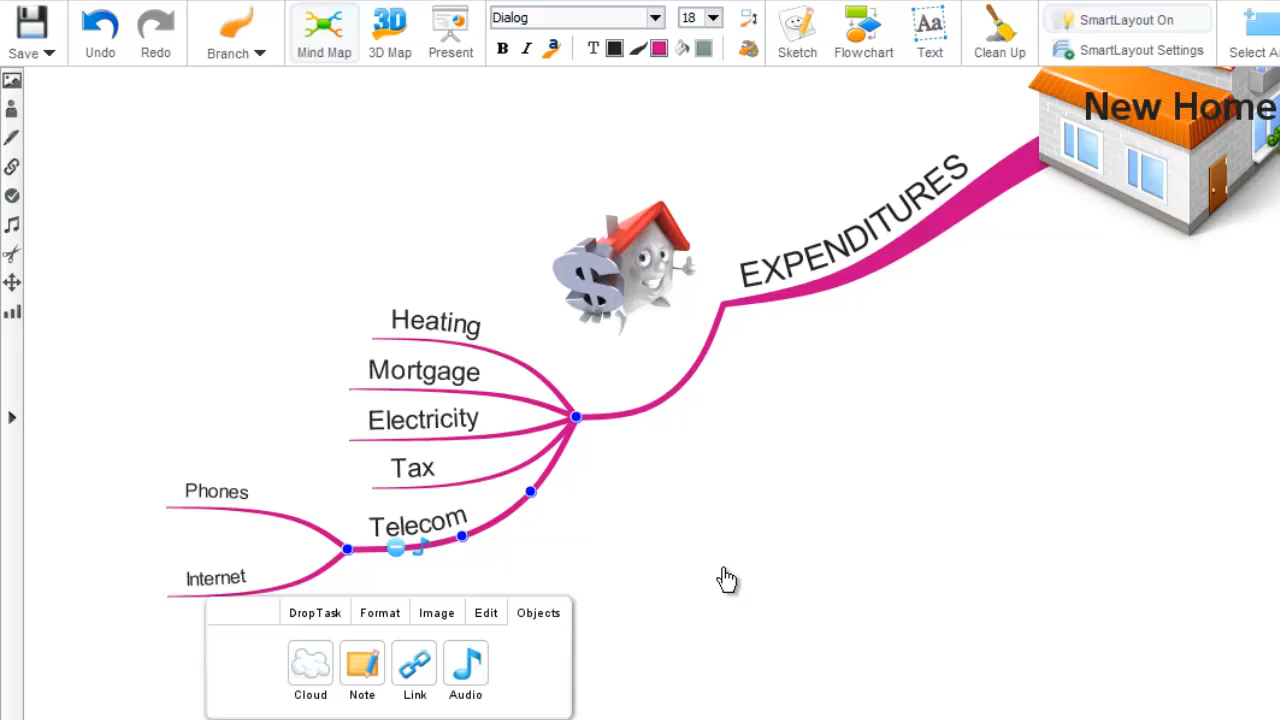 Dialog
18
SmartLayout On
Save
Undo
Redo
Branch
Mind Map
3D
3D Map
Present
B I a
T
Sketch
Flowchart
Aa
Text
Clean Up
SmartLayout Settings
Select A
New Home
EXPENDITURES
$
Heating
Mortgage
Electricity
Tax
Phones
Telecom
Internet
DropTask
Format
Image
Edit
Objects
Cloud
Note
Link
Audio